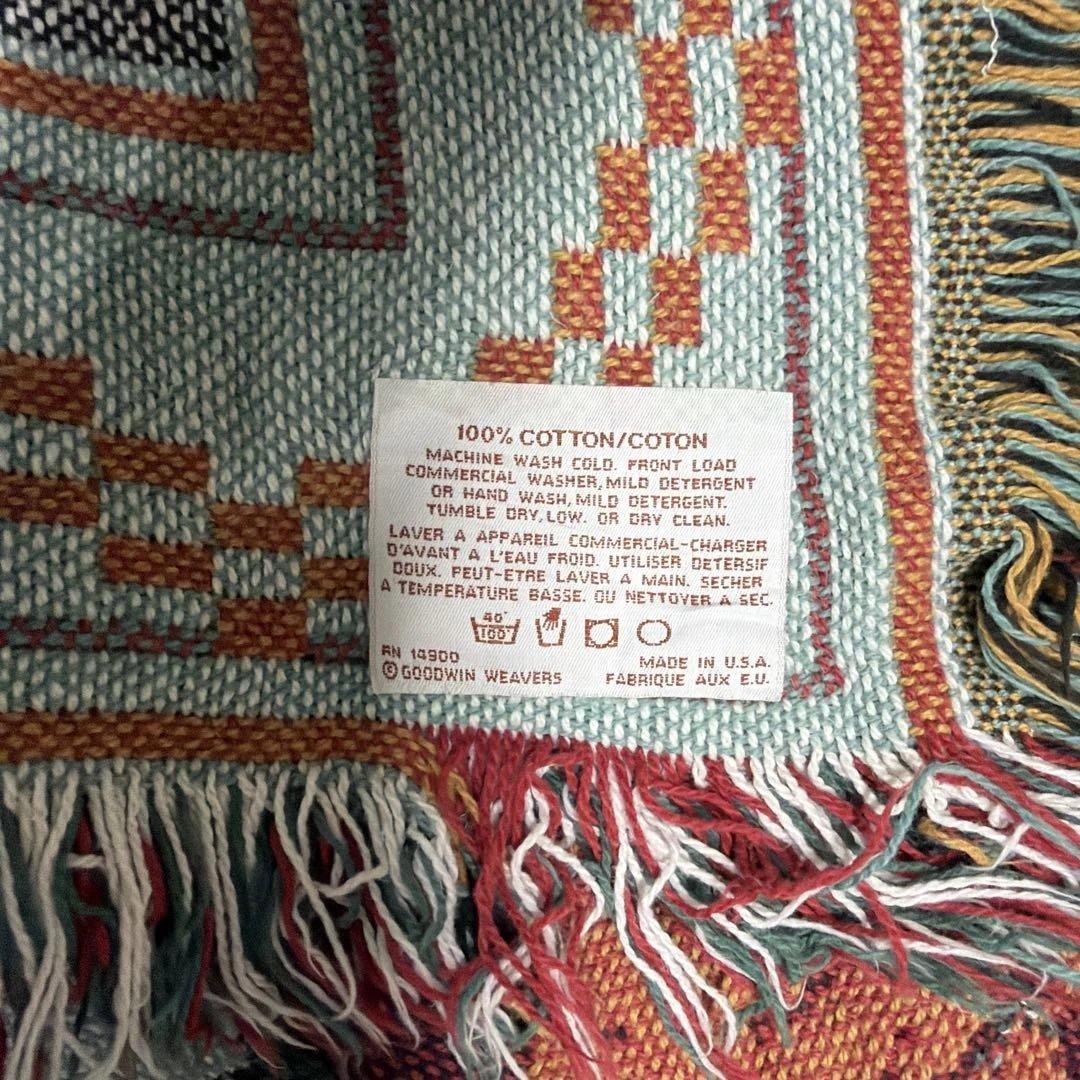 100% COTTON/COTON
MACHINE WASH COLD. FRONT LOAD
COMMERCIAL WASHER, MILD DETERGENT
OR HAND WASH, MILD DETERGENT.
TUMBLE DRY, LOW. OR DRY CLEAN.
LAVER A APPAREIL COMMERCIAL-CHARGER
D'AVANT A L'EAU FROID. UTILISER DETERSIF
DOUX. PEUT-ETRE LAVER A MAIN. SECHER
A TEMPERATURE BASSE. OU NETTOYER A SEC.
40°
100
RN 14900 MADE IN U.S.A.
© GOODWIN WEAVERS FABRIQUE AUX E.U.